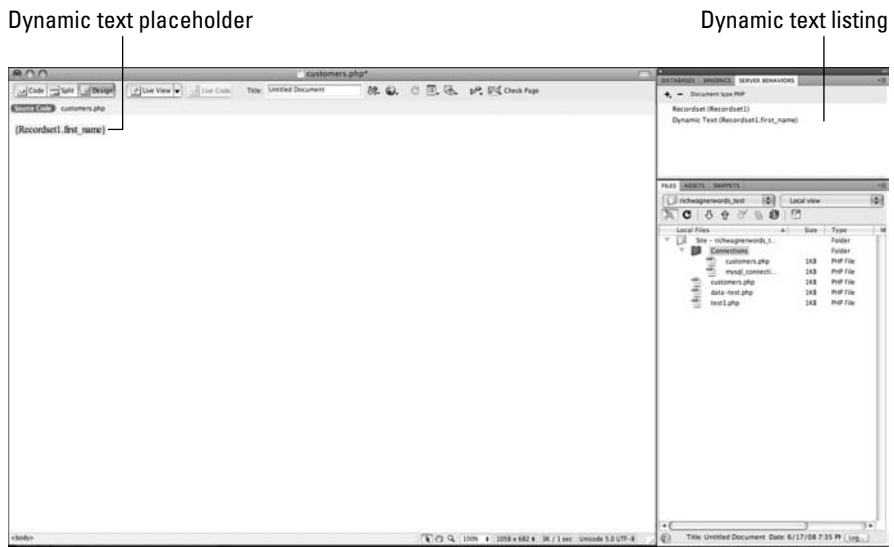 Dynamic text placeholder
Dynamic text listing
customers.php*
Code Split Design Live View Live Code Title: Untitled Document Check Page
Source Code customers.php
{Recordset1.first_name}
<body>
100% 1058 x 682 3K / 1 sec Unicode 5.0 UTF-8
DATABASES BINDINGS SERVER BEHAVIORS
Document type PHP
Recordset (Recordset1)
Dynamic Text (Recordset1.first_name)
FILES ASSETS SNIPPETS
richwagnerwords_test Local view
Local Files Size Type M
Site - richwagnerwords_t... Folder
Connections Folder
customers.php 1KB PHP File
mysql_connecti... 1KB PHP File
customers.php 1KB PHP File
data-test.php 1KB PHP File
test1.php 1KB PHP File
Title: Untitled Document Date: 6/17/08 7:35 PM Log...